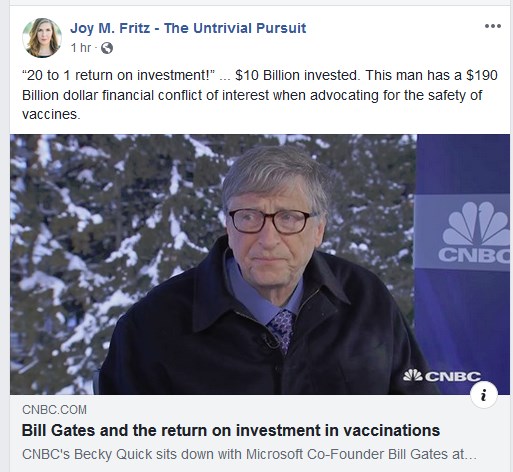 Joy M. Fritz - The Untrivial Pursuit
1 hr ·
“20 to 1 return on investment!” ... $10 Billion invested. This man has a $190
Billion dollar financial conflict of interest when advocating for the safety of
vaccines.
CNBC
CNBC
i
CNBC.COM
Bill Gates and the return on investment in vaccinations
CNBC's Becky Quick sits down with Microsoft Co-Founder Bill Gates at...